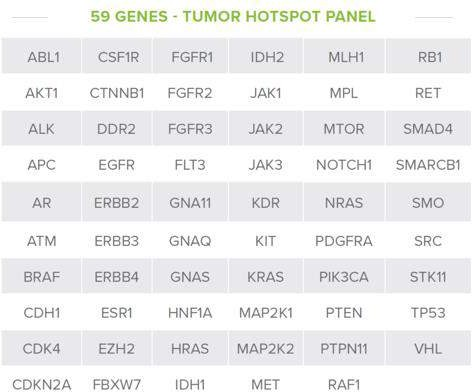 59 GENES - TUMOR HOTSPOT PANEL
ABL1 CSF1R FGFR1 IDH2 MLH1 RB1
AKT1 CTNNB1 FGFR2 JAK1 MPL RET
ALK DDR2 FGFR3 JAK2 MTOR SMAD4
APC EGFR FLT3 JAK3 NOTCH1 SMARCB1
AR ERBB2 GNA11 KDR NRAS SMO
ATM ERBB3 GNAQ KIT PDGFRA SRC
BRAF ERBB4 GNAS KRAS PIK3CA STK11
CDH1 ESR1 HNF1A MAP2K1 PTEN TP53
CDK4 EZH2 HRAS MAP2K2 PTPN11 VHL
CDKN2A FBXW7 IDH1 MET RAF1